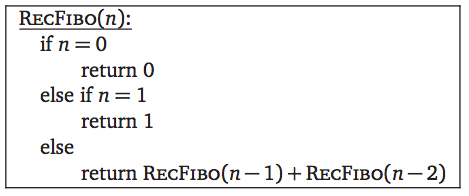 RECFIBO(n):
if n = 0
return 0
else if n = 1
return 1
else
return RECFIBO(n − 1) + RECFIBO(n − 2)